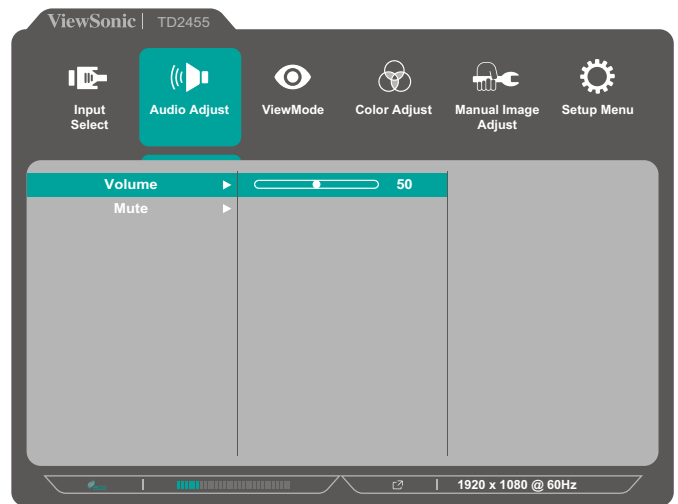 ViewSonic TD2455
Input Select
Audio Adjust
ViewMode
Color Adjust
Manual Image Adjust
Setup Menu
Volume 50
Mute
1920 x 1080 @ 60Hz